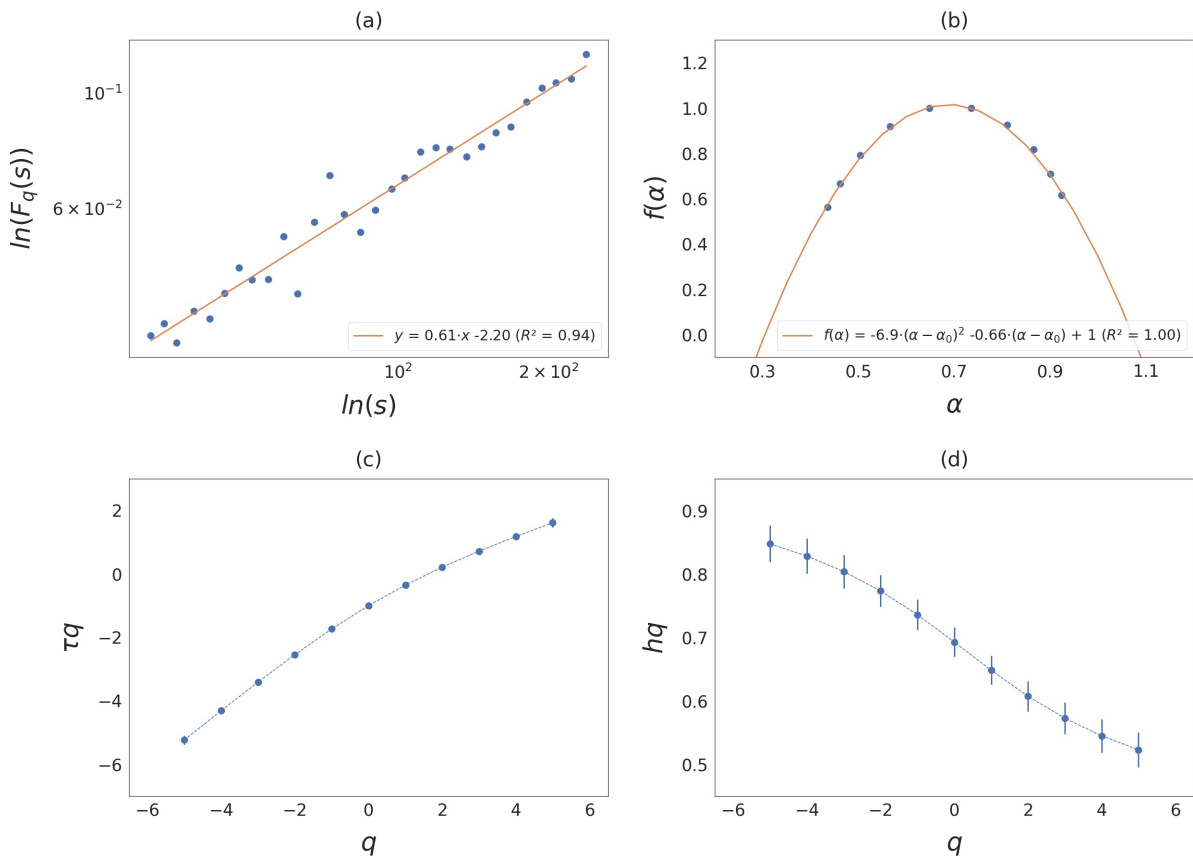 (a)
ln(F_q(s))
10⁻¹
6 × 10⁻²
y = 0.61·x -2.20 (R² = 0.94)
10²
2 × 10²
ln(s)
(b)
f(α)
1.2
1.0
0.8
0.6
0.4
0.2
0.0
f(α) = -6.9·(α − α₀)² -0.66·(α − α₀) + 1 (R² = 1.00)
0.3 0.5 0.7 0.9 1.1
α
(c)
τq
2
0
−2
−4
−6
−6 −4 −2 0 2 4 6
q
(d)
hq
0.9
0.8
0.7
0.6
0.5
−6 −4 −2 0 2 4 6
q